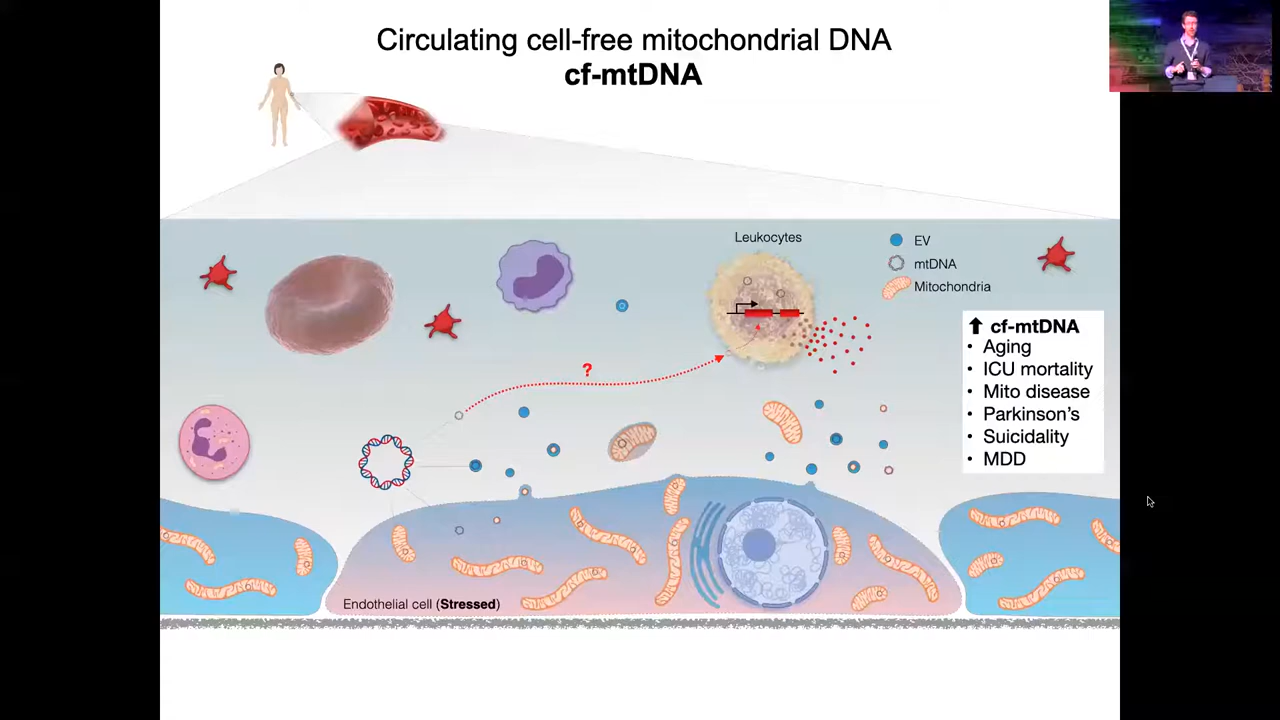 Circulating cell-free mitochondrial DNA
cf-mtDNA
Leukocytes
EV
mtDNA
Mitochondria
?
⬆ cf-mtDNA
• Aging
• ICU mortality
• Mito disease
• Parkinson's
• Suicidality
• MDD
Endothelial cell (Stressed)